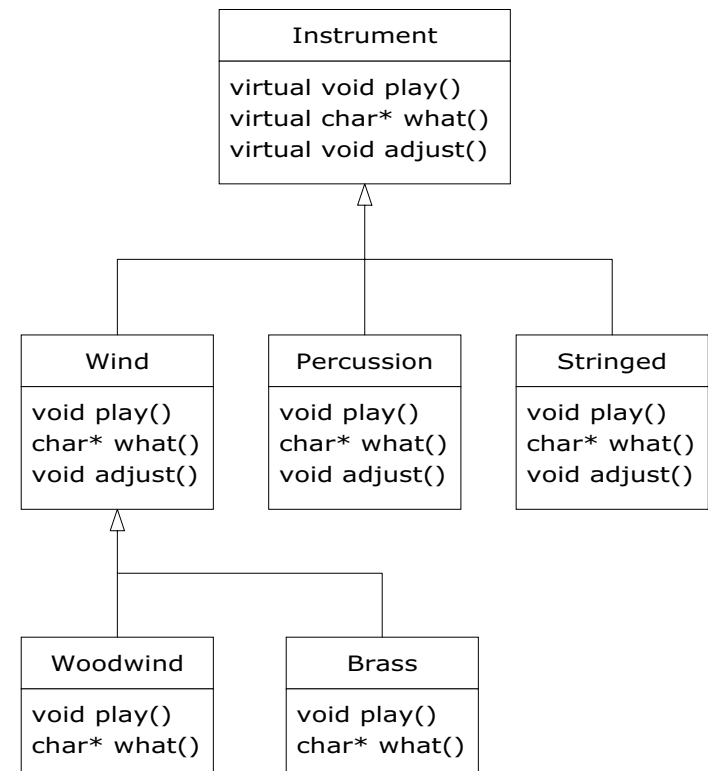 Instrument
virtual void play()
virtual char* what()
virtual void adjust()
Wind
void play()
char* what()
void adjust()
Percussion
void play()
char* what()
void adjust()
Stringed
void play()
char* what()
void adjust()
Woodwind
void play()
char* what()
Brass
void play()
char* what()